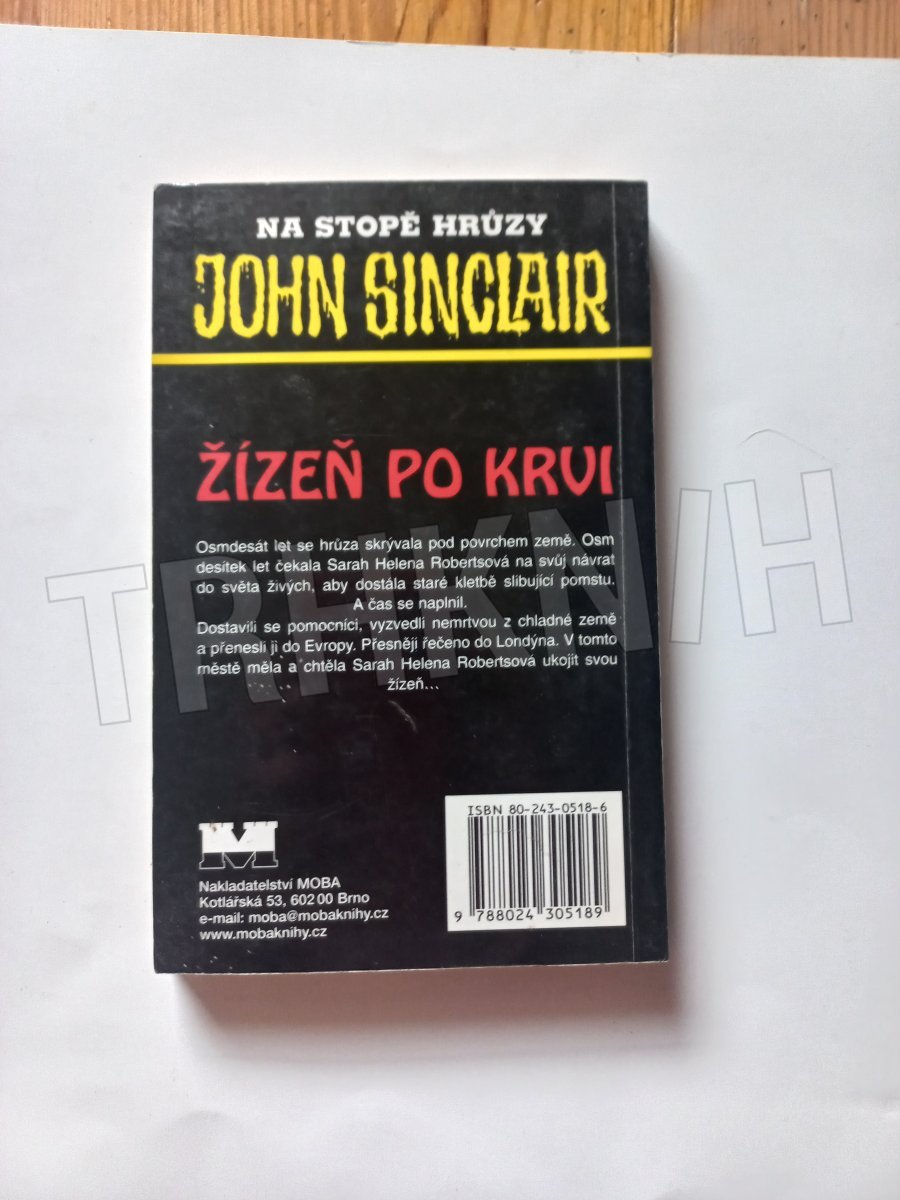 NA STOPĚ HRŮZY
JOHN SINCLAIR
ŽÍZEŇ PO KRVI
Osmdesát let se hrůza skrývala pod povrchem země. Osm
desítek let čekala Sarah Helena Robertsová na svůj návrat
do světa živých, aby dostála staré kletbě slibující pomstu.
A čas se naplnil.
Dostavili se pomocníci, vyzvedli nemrtvou z chladné země
a přenesli ji do Evropy. Přesněji řečeno do Londýna. V tomto
městě měla a chtěla Sarah Helena Robertsová ukojit svou
žízeň...
TRHKNIH
ISBN 80-243-0518-6
9 788024 305189
M
Nakladatelství MOBA
Kotlářská 53, 602 00 Brno
e-mail: moba@mobaknihy.cz
www.mobaknihy.cz